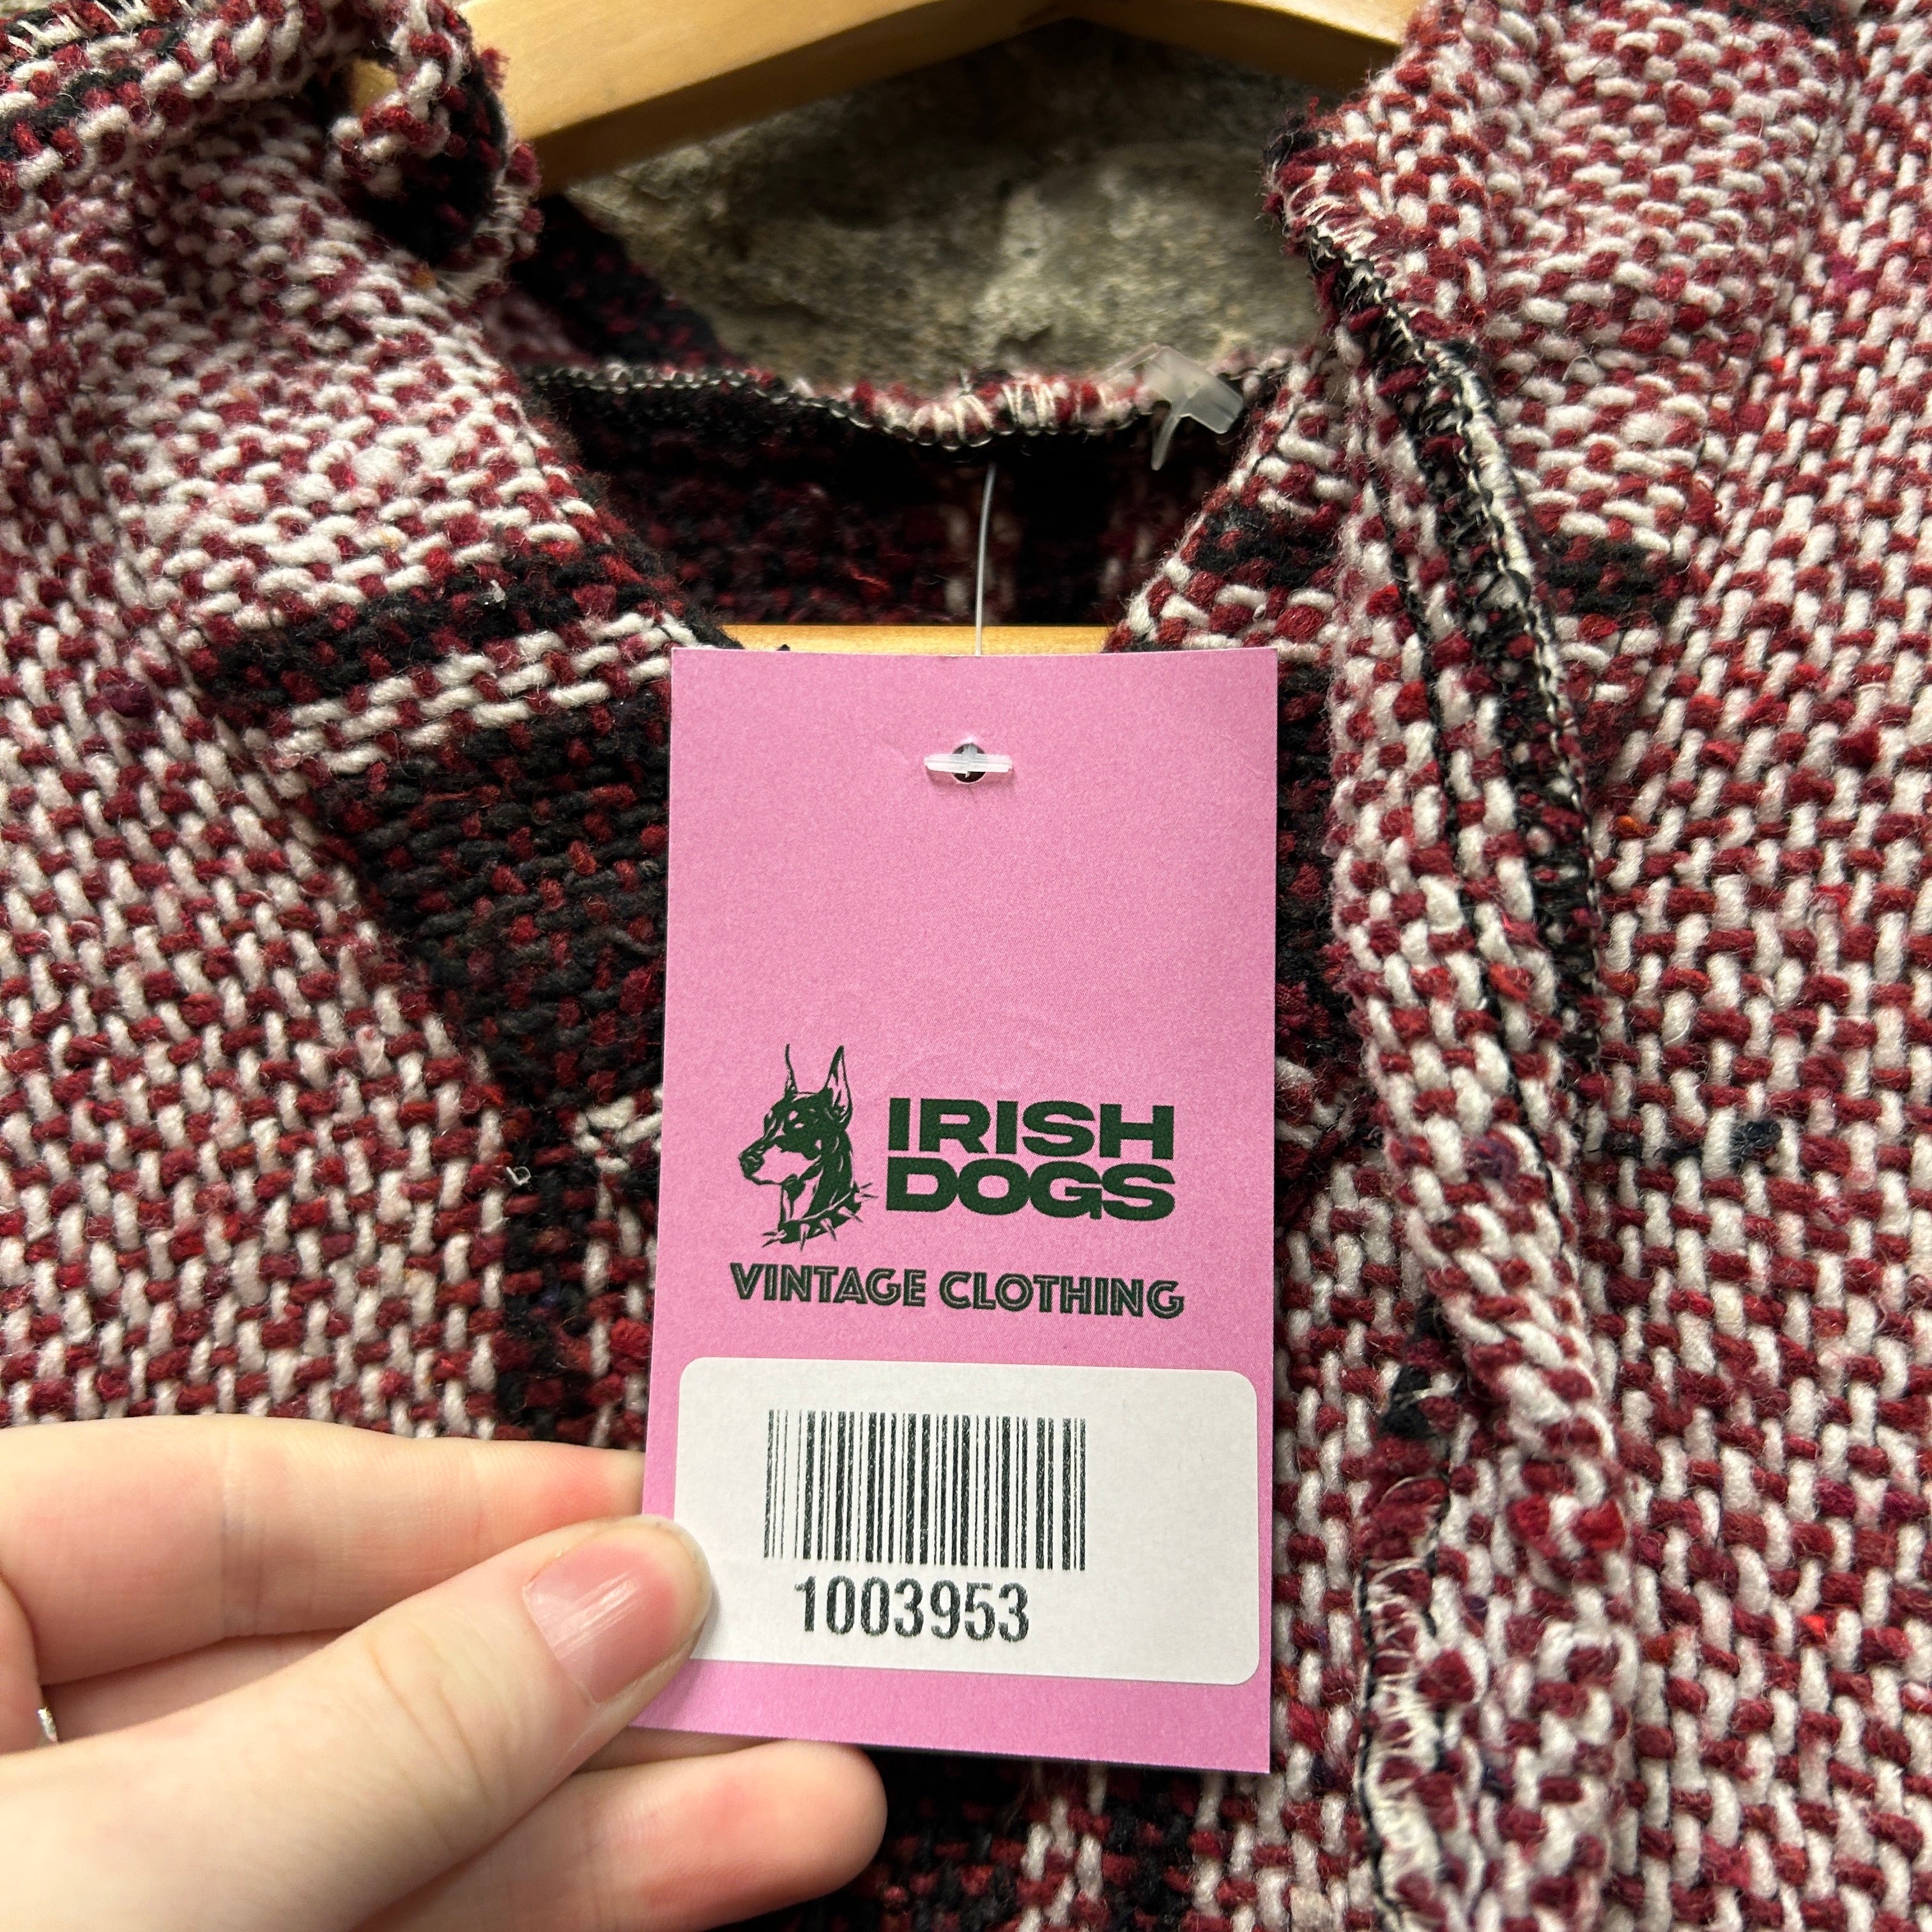 IRISH
DOGS
VINTAGE CLOTHING
1003953